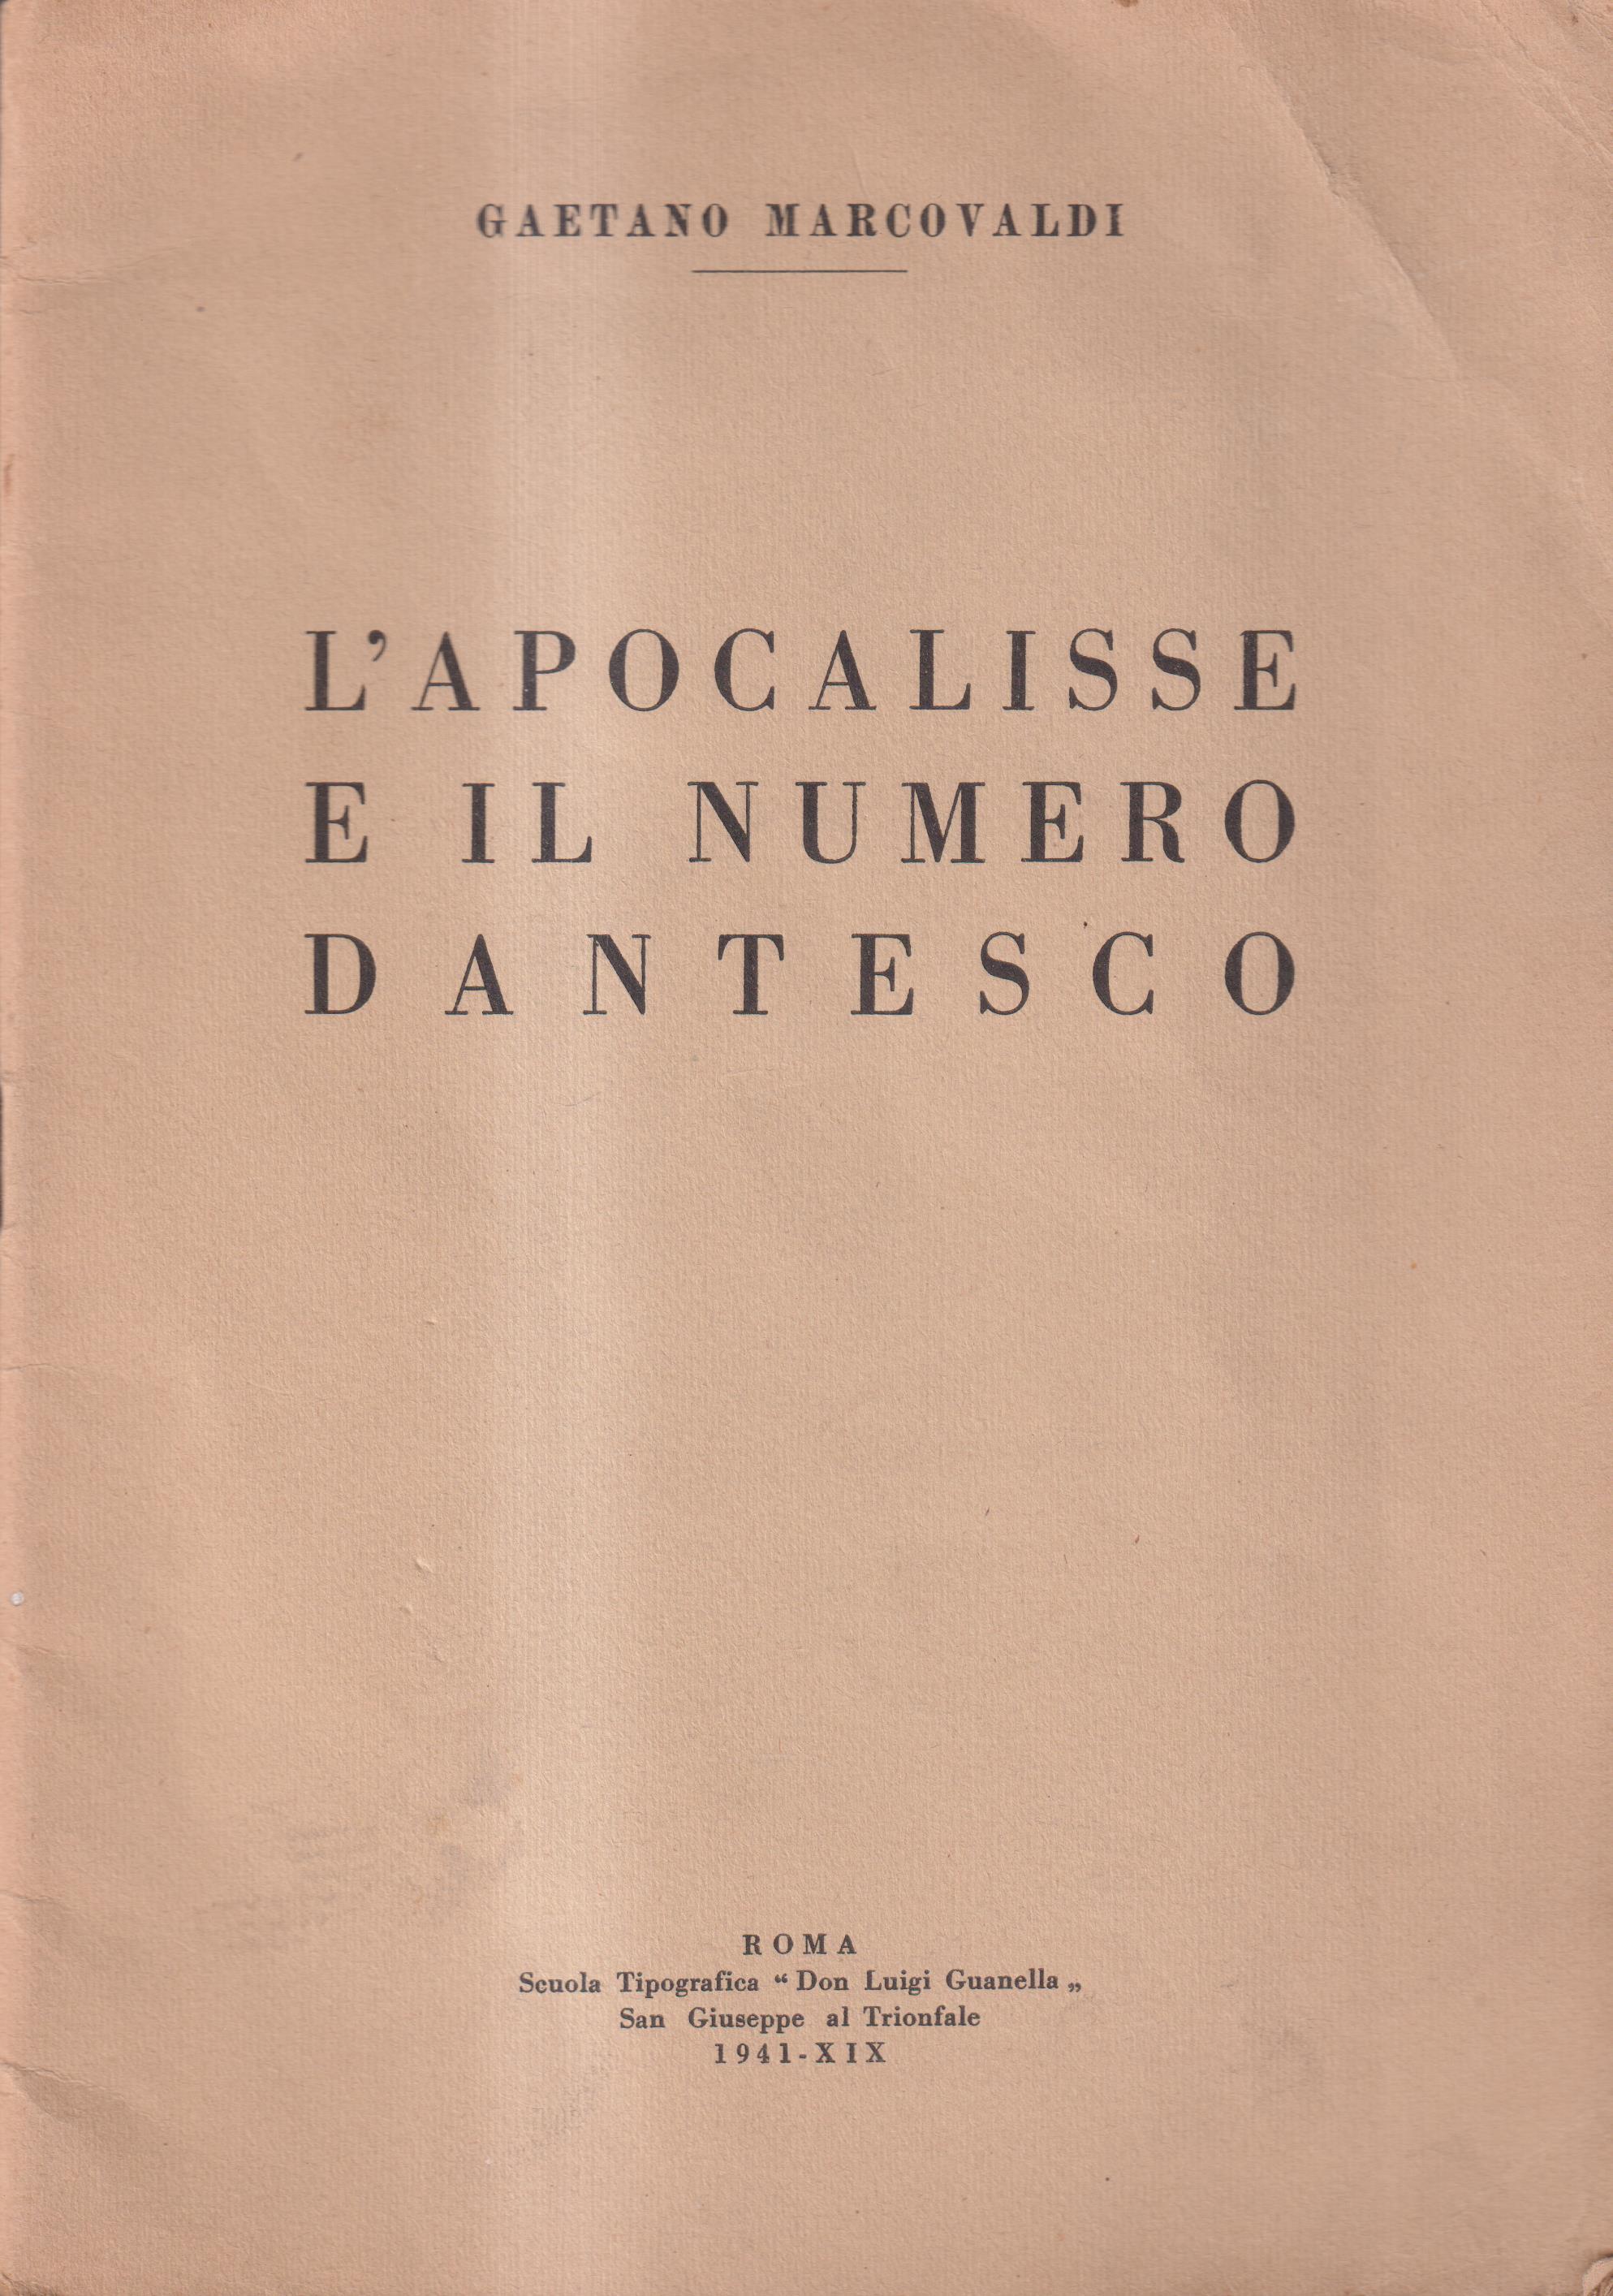 GAETANO MARCOVALDI
L'APOCALISSE
E IL NUMERO
DANTESCO
ROMA
Scuola Tipografica “ Don Luigi Guanella „
San Giuseppe al Trionfale
1941-XIX